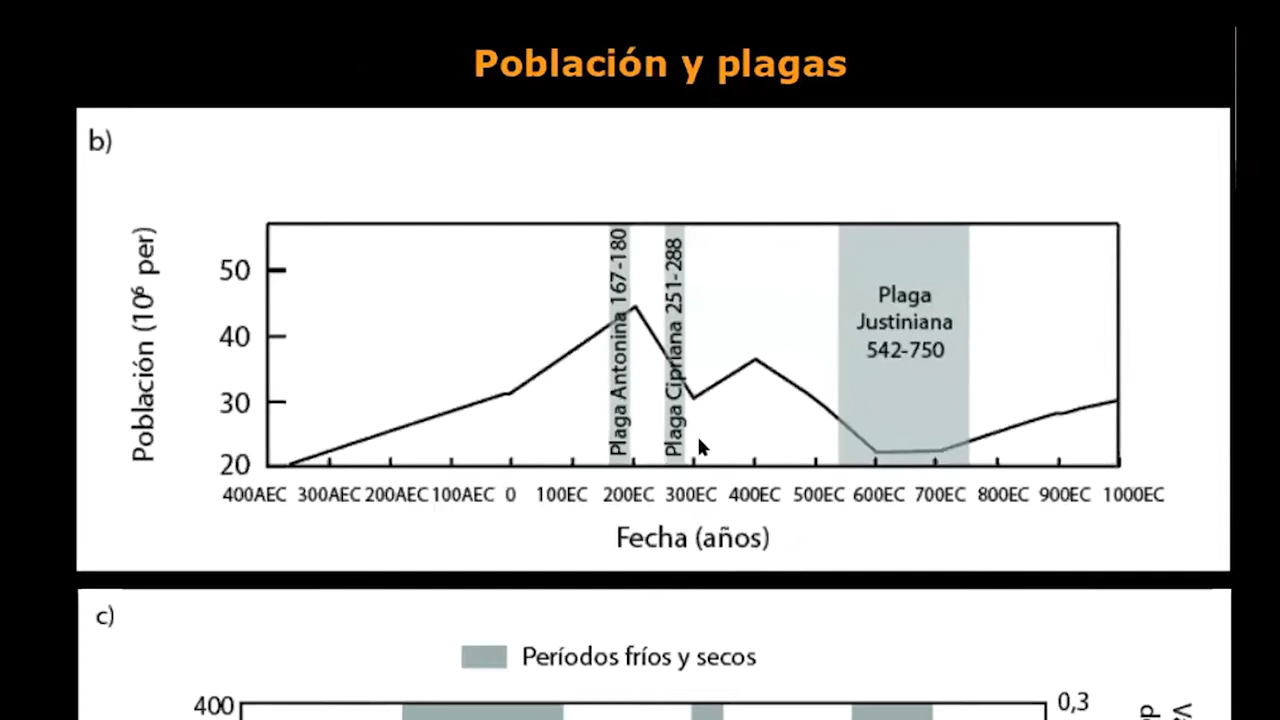 Población y plagas
b)
Población (10⁶ per)
50
40
30
20
Plaga Antonina 167-180
Plaga Cipriana 251-288
Plaga
Justiniana
542-750
400AEC 300AEC 200AEC 100AEC 0 100EC 200EC 300EC 400EC 500EC 600EC 700EC 800EC 900EC 1000EC
Fecha (años)
c)
Períodos fríos y secos
400
0,3